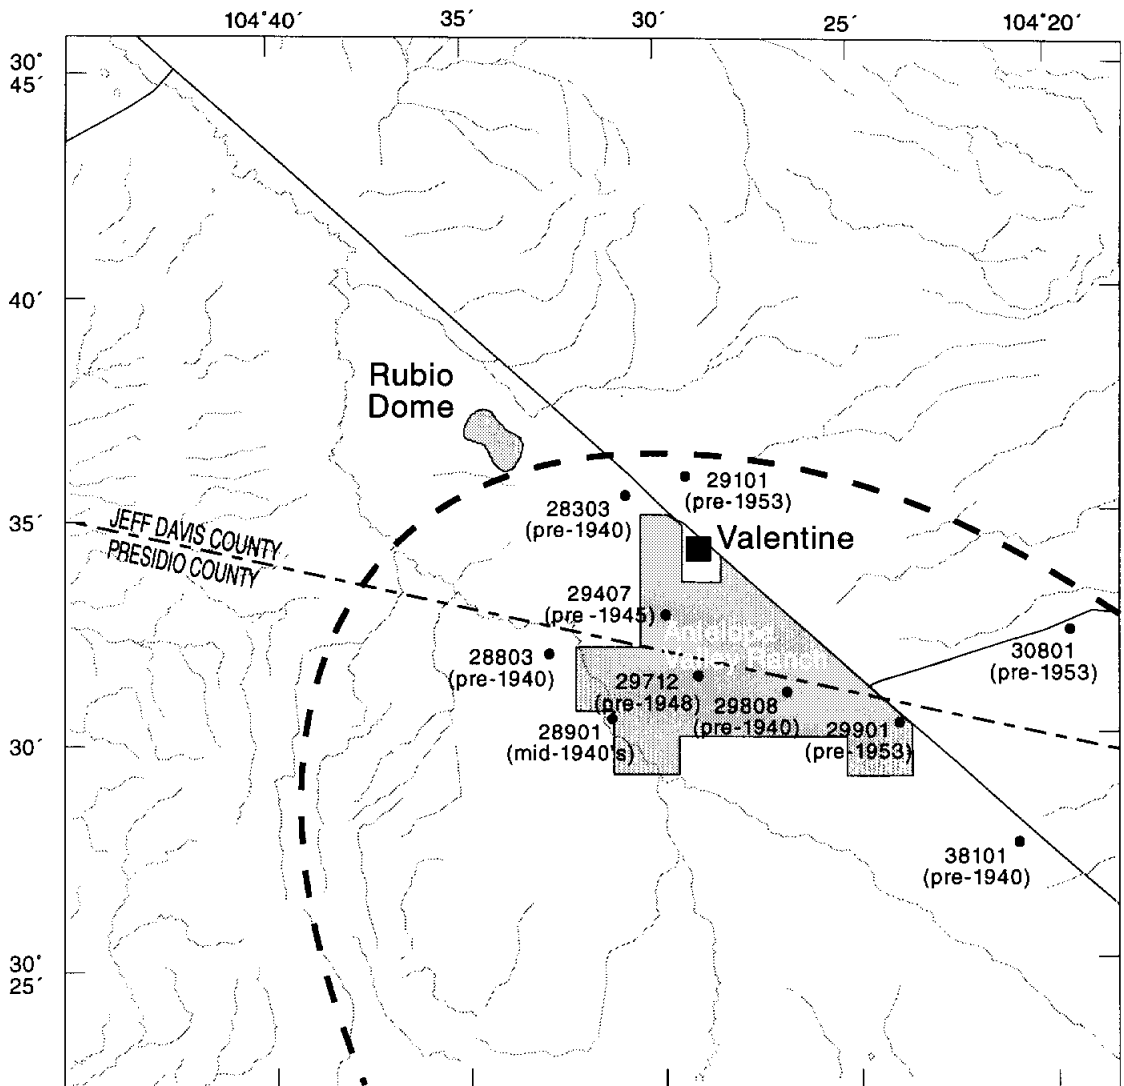 104°40´ 35´ 30´ 25´ 104°20´
30°
45´
40´
Rubio
Dome
29101
(pre-1953)
28303
(pre-1940)
35´
JEFF DAVIS COUNTY
PRESIDIO COUNTY
Valentine
29407
(pre-1945)
Antelope
Valley Ranch
30801
(pre-1953)
28803
(pre-1940)
29712
(pre-1948)
29808
(pre-1940)
30´
28901
(mid-1940's)
29901
(pre-1953)
38101
(pre-1940)
30°
25´